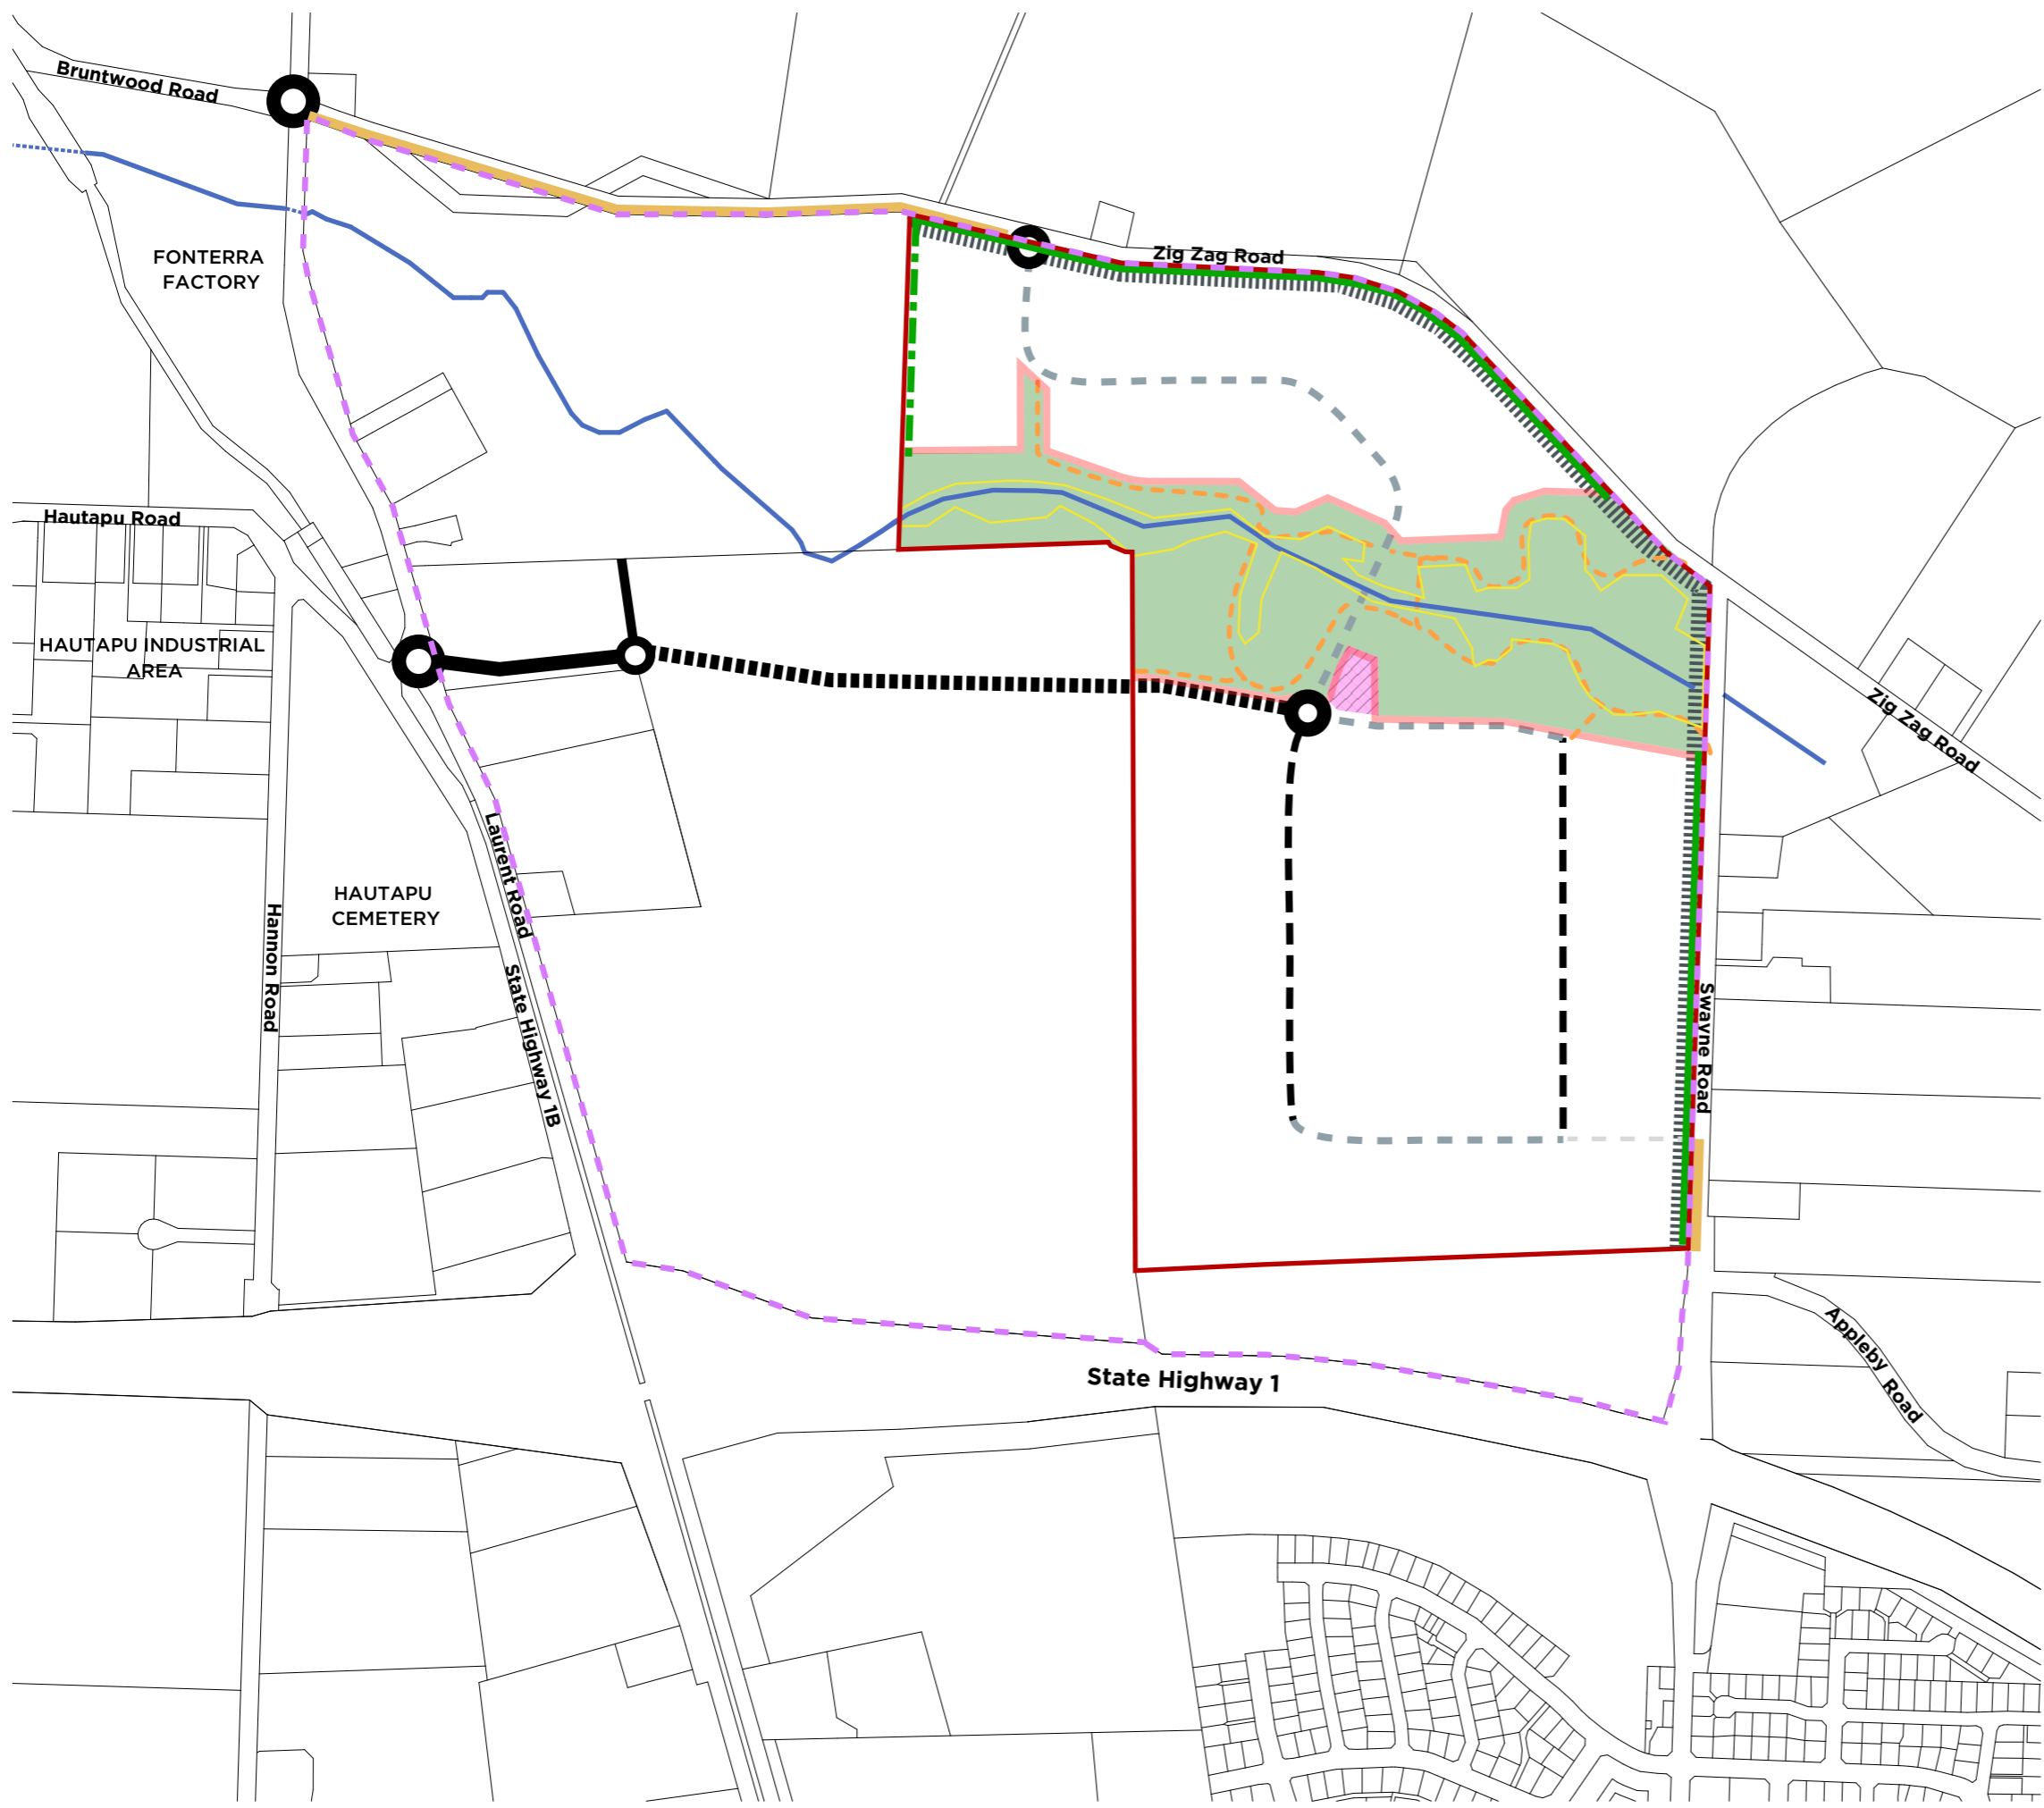 Bruntwood Road
Zig Zag Road
FONTERRA
FACTORY
Hautapu Road
HAUTAPU INDUSTRIAL
AREA
Zig Zag Road
Laurent Road
HAUTAPU
CEMETERY
Hannon Road
State Highway 1B
Swayne Road
Appleby Road
State Highway 1